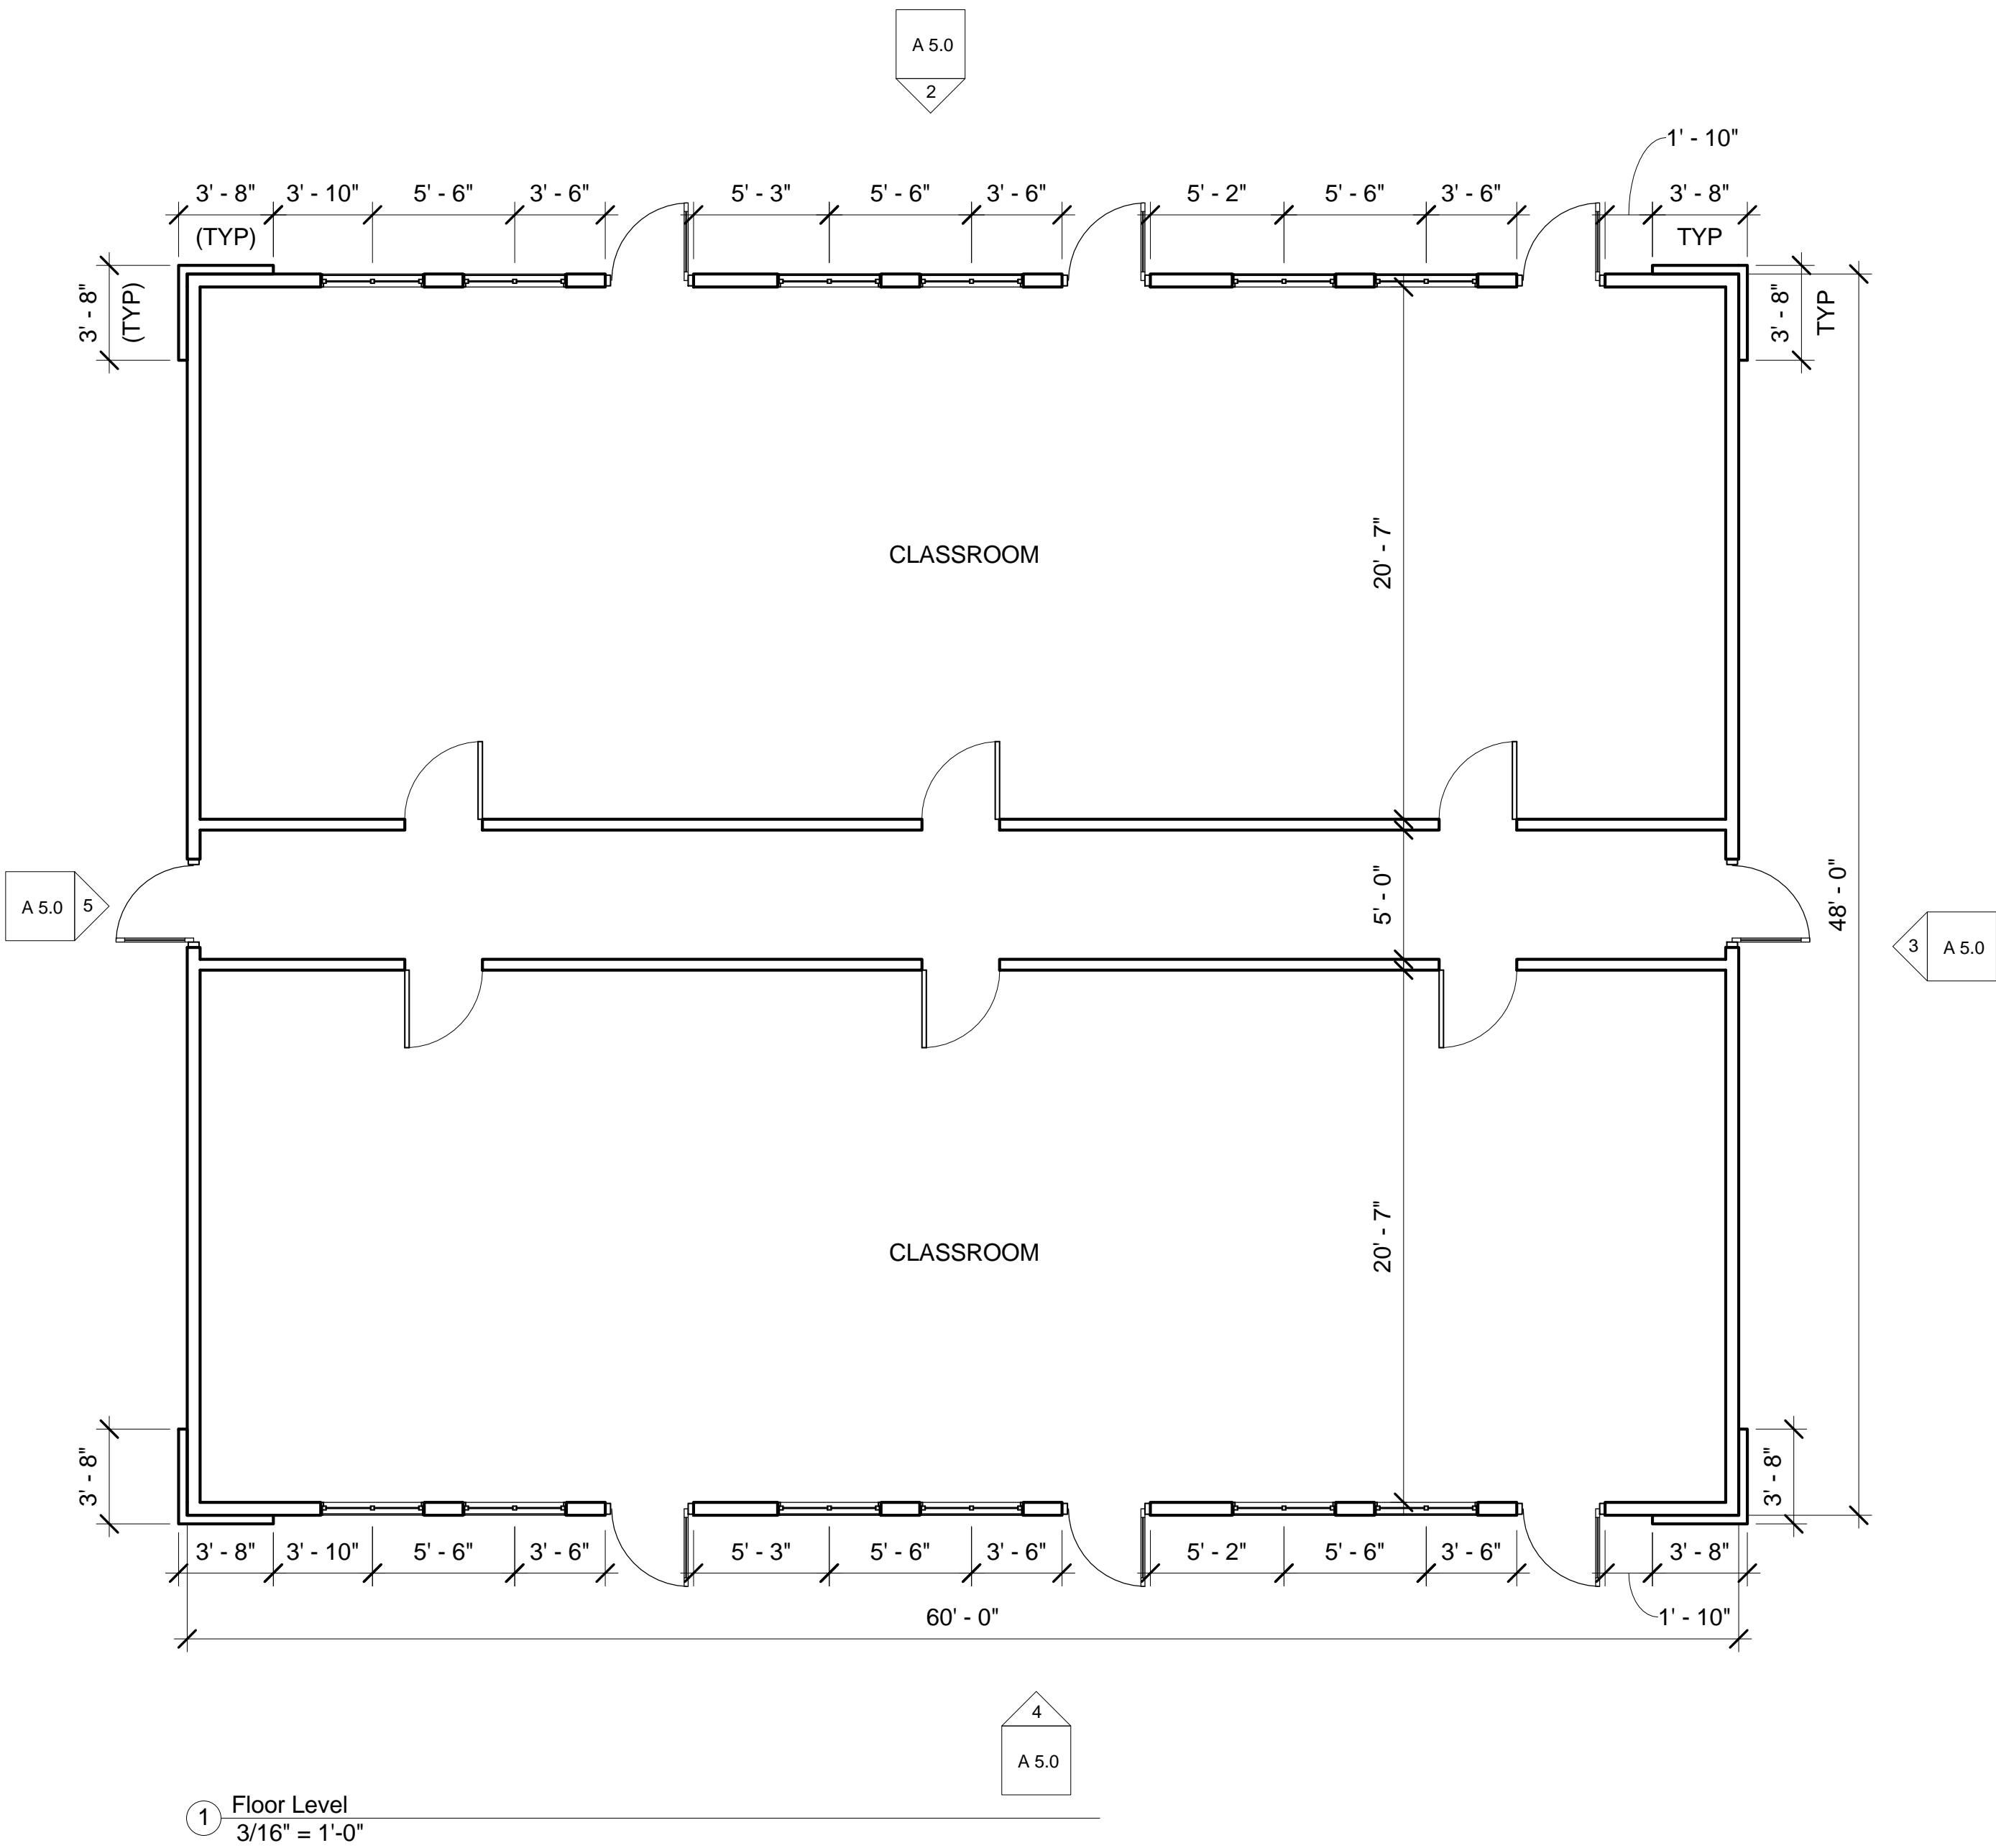 A 5.0
2
1' - 10"
3' - 8" 3' - 10" 5' - 6" 3' - 6" 5' - 3" 5' - 6" 3' - 6" 5' - 2" 5' - 6" 3' - 6" 3' - 8"
(TYP) TYP
3' - 8"
(TYP)
3' - 8"
TYP
20' - 7"
CLASSROOM
A 5.0 5
5' - 0"
48' - 0"
3 A 5.0
20' - 7"
CLASSROOM
3' - 8"
3' - 8"
3' - 8" 3' - 10" 5' - 6" 3' - 6" 5' - 3" 5' - 6" 3' - 6" 5' - 2" 5' - 6" 3' - 6" 3' - 8"
60' - 0" 1' - 10"
4
A 5.0
1 Floor Level
3/16" = 1'-0"